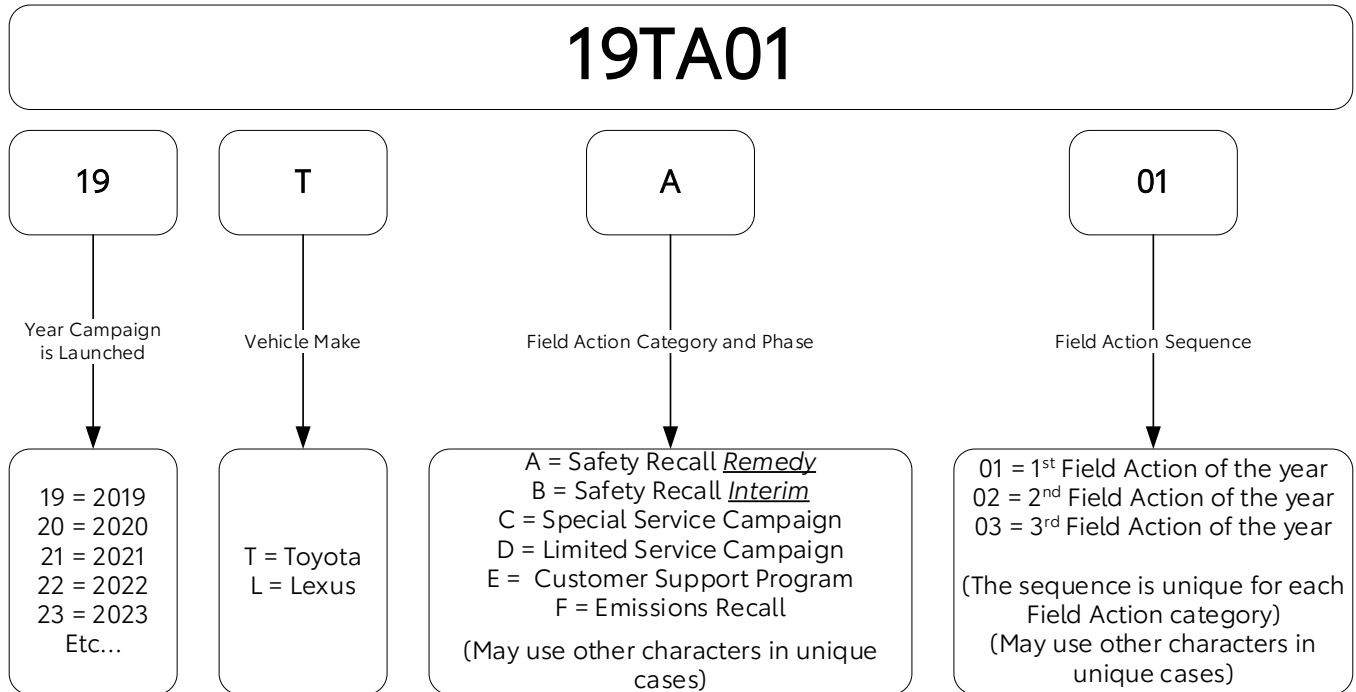 19TA01
19
T
A
01
Year Campaign
is Launched
Vehicle Make
Field Action Category and Phase
Field Action Sequence
19 = 2019
20 = 2020
21 = 2021
22 = 2022
23 = 2023
Etc...
T = Toyota
L = Lexus
A = Safety Recall Remedy
B = Safety Recall Interim
C = Special Service Campaign
D = Limited Service Campaign
E =  Customer Support Program
F = Emissions Recall
(May use other characters in unique
cases)
01 = 1st Field Action of the year
02 = 2nd Field Action of the year
03 = 3rd Field Action of the year
(The sequence is unique for each
Field Action category)
(May use other characters in
unique cases)